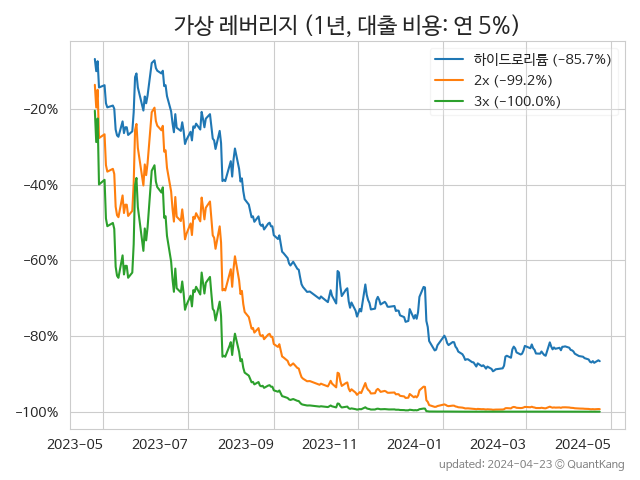 가상 레버리지 (1년, 대출 비용: 연 5%)
하이드로리튬 (−85.7%)
2x (−99.2%)
3x (−100.0%)
−20%
−40%
−60%
−80%
−100%
2023-05 2023-07 2023-09 2023-11 2024-01 2024-03 2024-05
updated: 2024-04-23 © QuantKang